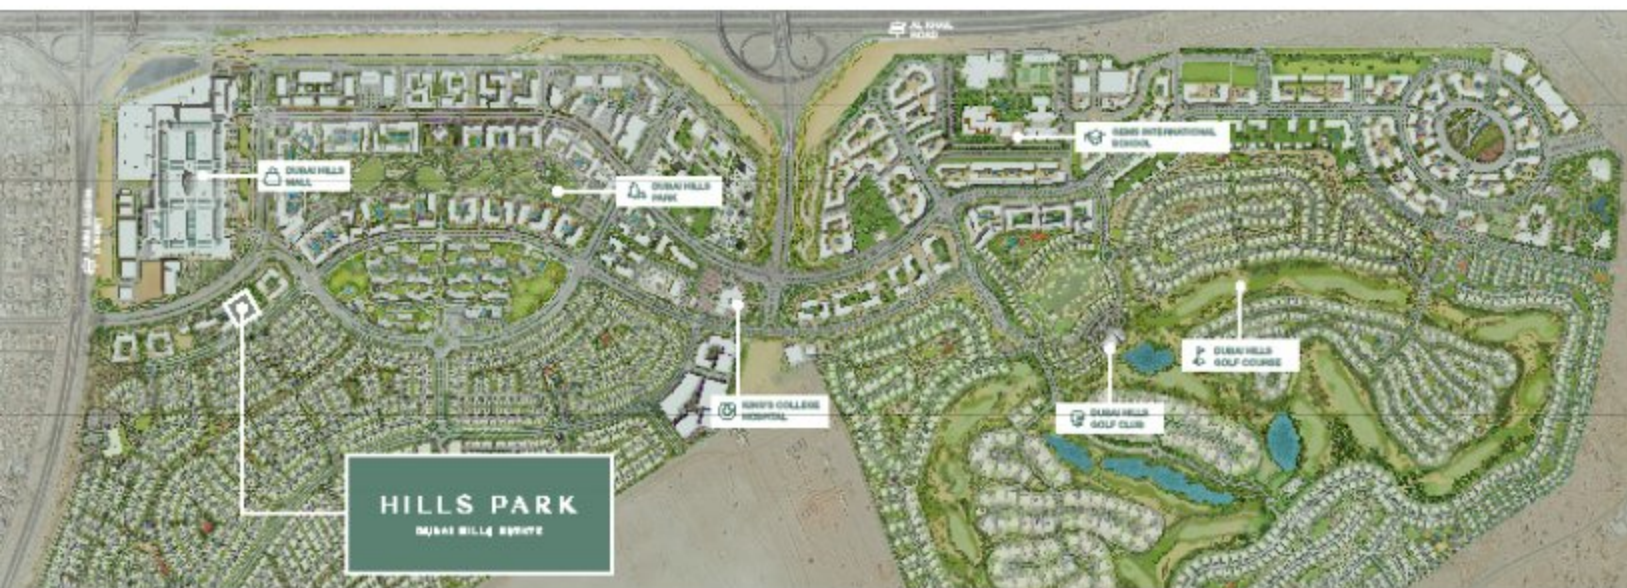 AL KHAIL
ROAD
GEMS INTERNATIONAL
SCHOOL
DUBAI HILLS
MALL
DUBAI HILLS
PARK
DUBAI HILLS
GOLF COURSE
KING'S COLLEGE
HOSPITAL
DUBAI HILLS
GOLF CLUB
HILLS PARK
DUBAI HILLS ESTATE